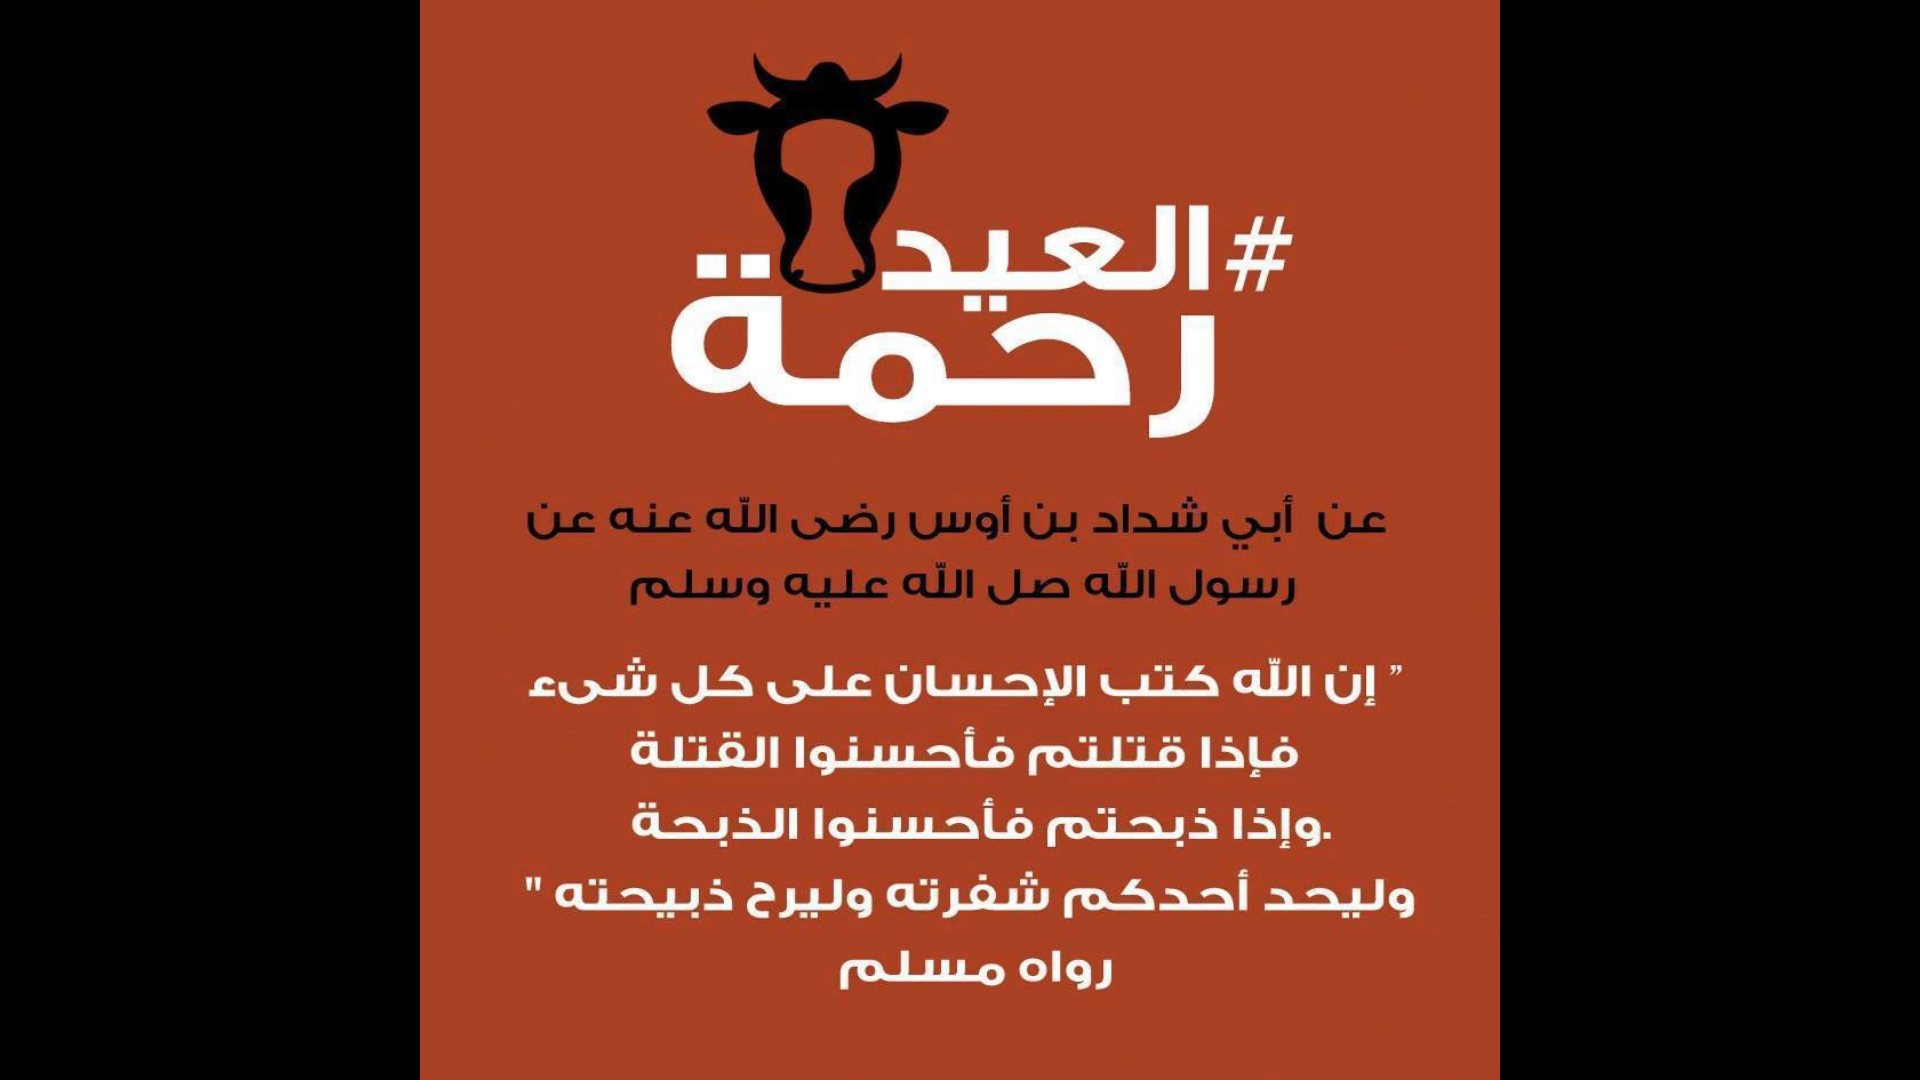 #العيد
رحمة
عن أبي شداد بن أوس رضى الله عنه عن
رسول الله صل الله عليه وسلم
” إن الله كتب الإحسان على كل شىء
فإذا قتلتم فأحسنوا القتلة
.وإذا ذبحتم فأحسنوا الذبحة
وليحد أحدكم شفرته وليرح ذبيحته "
رواه مسلم